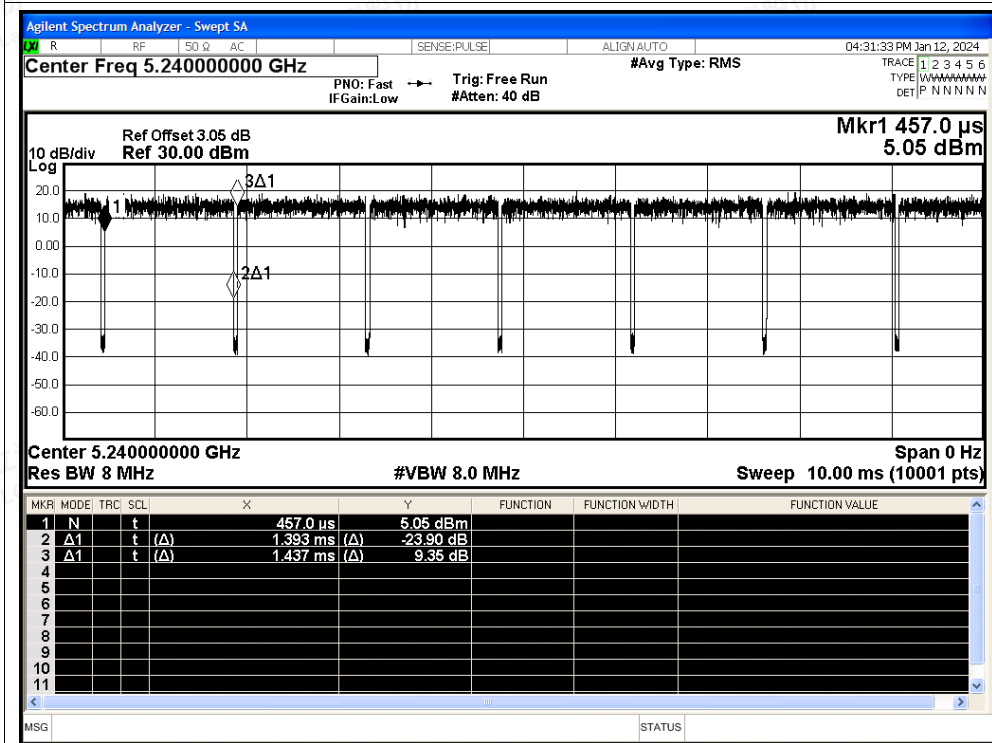 Agilent Spectrum Analyzer - Swept SA
LXI R RF 50 Ω AC SENSE:PULSE ALIGN AUTO 04:31:33 PM Jan 12, 2024
Center Freq 5.240000000 GHz #Avg Type: RMS TRACE 1 2 3 4 5 6
PNO: Fast Trig: Free Run TYPE WWWWWW
IFGain:Low #Atten: 40 dB DET P N N N N N
Mkr1 457.0 µs
Ref Offset 3.05 dB
10 dB/div Ref 30.00 dBm 5.05 dBm
Log
3Δ1
20.0
1
10.0
0.00
2Δ1
-10.0
-20.0
-30.0
-40.0
-50.0
-60.0
Center 5.240000000 GHz Span 0 Hz
Res BW 8 MHz #VBW 8.0 MHz Sweep 10.00 ms (10001 pts)
MKR MODE TRC SCL X Y FUNCTION FUNCTION WIDTH FUNCTION VALUE
1 N t 457.0 µs 5.05 dBm
2 Δ1 t (Δ) 1.393 ms (Δ) -23.90 dB
3 Δ1 t (Δ) 1.437 ms (Δ) 9.35 dB
4
5
6
7
8
9
10
11
MSG STATUS